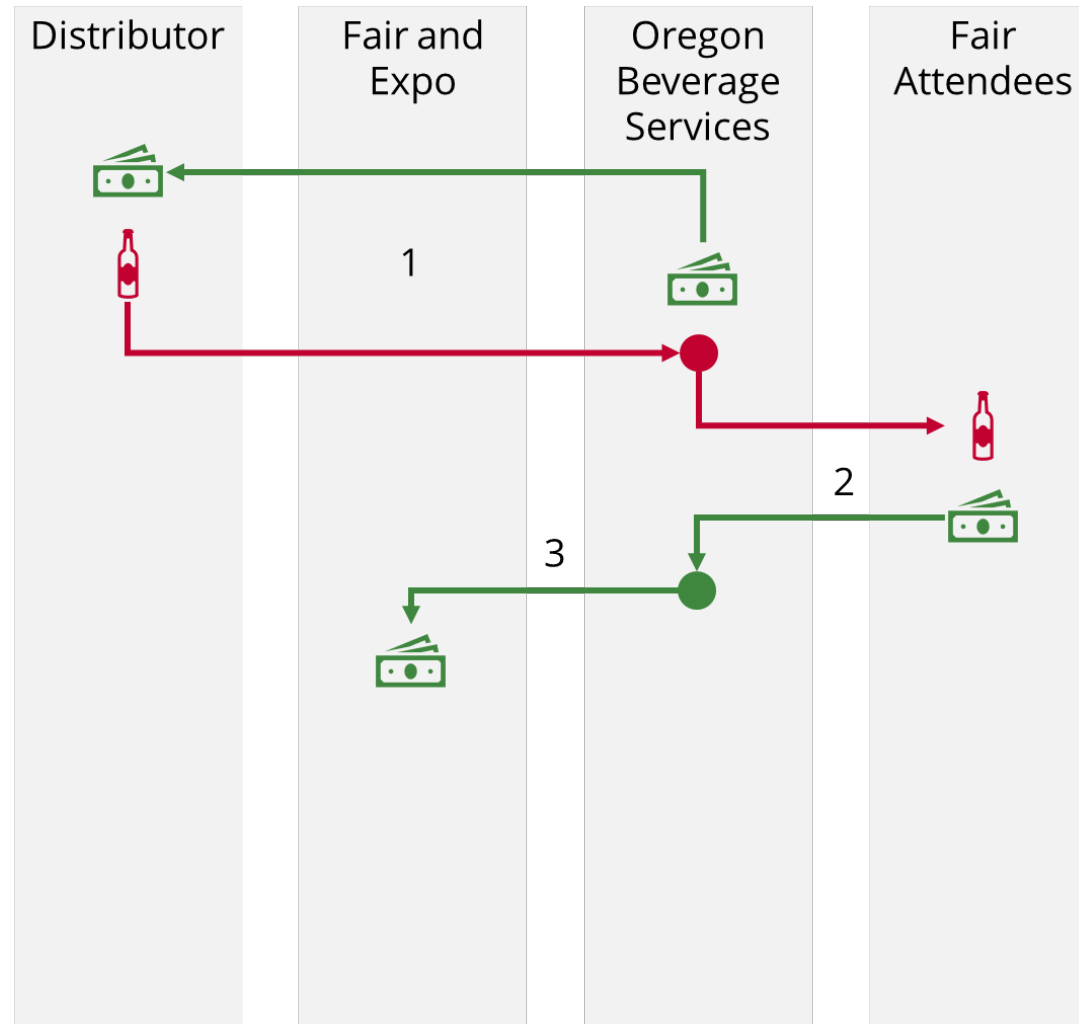 Distributor
Fair and
Expo
Oregon
Beverage
Services
Fair
Attendees
1
2
3